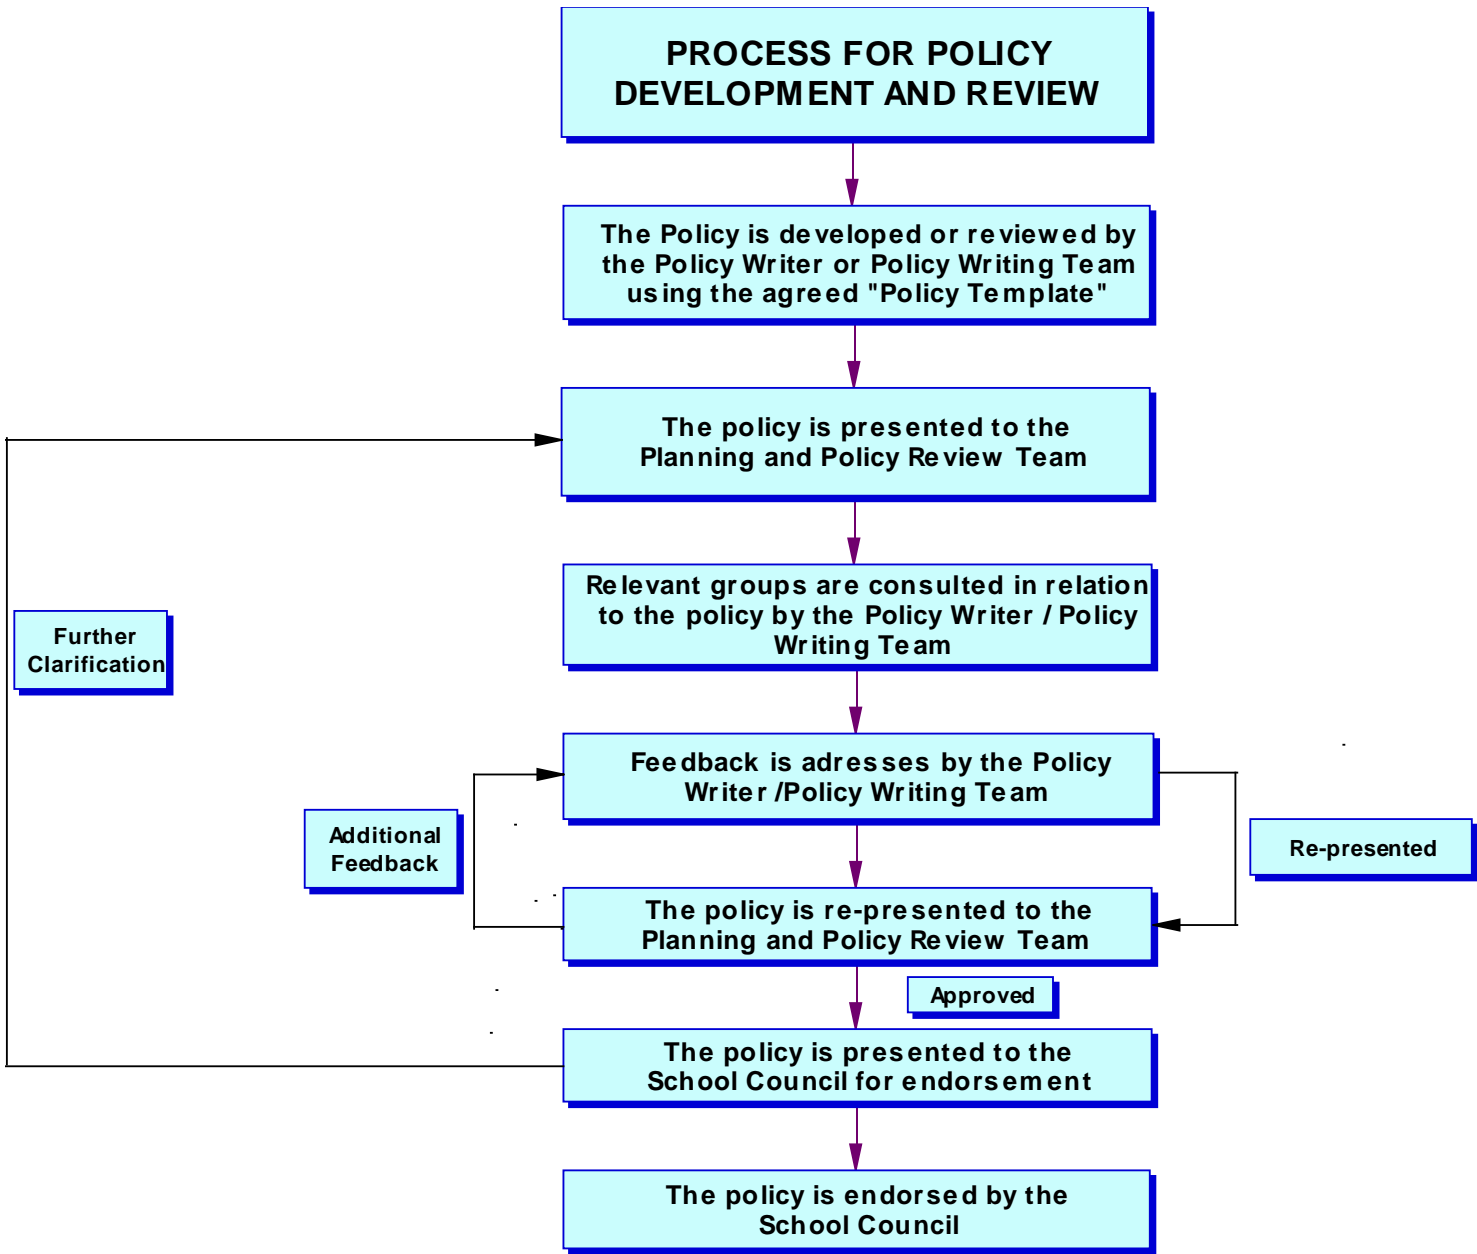 PROCESS FOR POLICY
DEVELOPMENT AND REVIEW
The Policy is developed or reviewed by
the Policy Writer or Policy Writing Team
using the agreed "Policy Template"
The policy is presented to the
Planning and Policy Review Team
Relevant groups are consulted in relation
to the policy by the Policy Writer / Policy
Writing Team
Further
Clarification
Feedback is adresses by the Policy
Writer /Policy Writing Team
Additional
Feedback
Re-presented
The policy is re-presented to the
Planning and Policy Review Team
Approved
The policy is presented to the
School Council for endorsement
The policy is endorsed by the
School Council